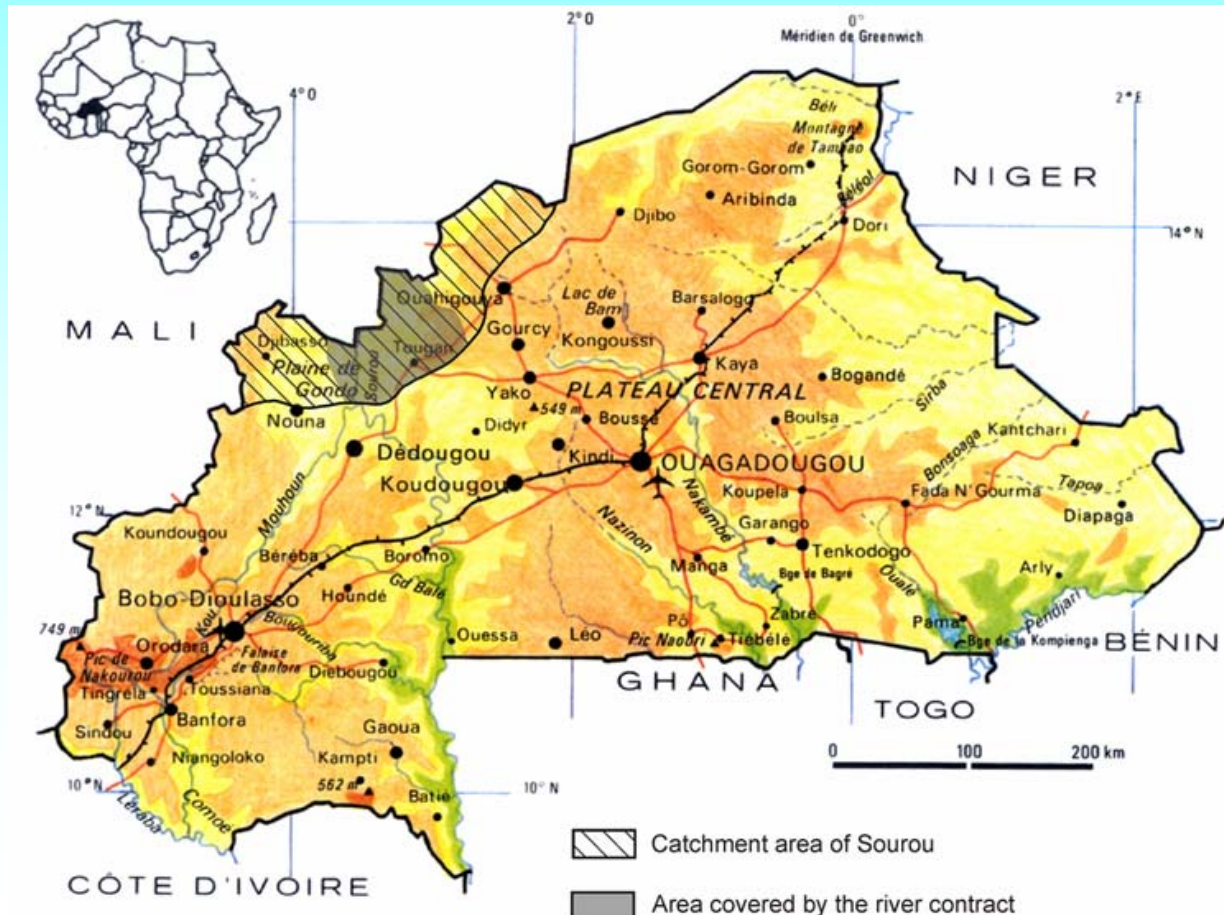 2°O
0°
Méridien de Greenwich
4°O
2°E
Béli
Montagne
de Tambao
Gorom-Gorom
NIGER
Béléol
Aribinda
Djibo
Dori
14°N
Ouahigouya
Lac de
Bam
Barsalogo
MALI
Gourcy
Kongoussi
Djibasso
Tougan
Plaine de
Gondo
Sourou
Kaya
Yako
PLATEAU CENTRAL
Bogandé
549 m
Boussé
Boulsa
Sirba
Nouna
Didyr
Kantchari
Dédougou
Kindi
OUAGADOUGOU
Bonsoaga
Koudougou
Koupela
Fada N'Gourma
Tapoa
Mouhoun
Nakambé
Diapaga
12°N
Nazinon
Garango
Koundougou
Boromo
Tenkodogo
Béréba
Manga
Oualé
Arly
Gd Balé
Bge de Bagré
Houndé
Bobo-Dioulasso
Kou
Bougouriba
Pô
Zabré
Pama
Pendjari
749 m
Ouessa
Léo
Pic Naouri
Tiébélé
Bge de la Kompienga
BÉNIN
Orodara
Falaise
de Banfora
Pic de
Nakourou
Diebougou
GHANA
Tingréla
Toussiana
TOGO
Banfora
Sindou
Gaoua
0 100 200 km
Niangoloko
Kampti
10°N
562 m
10°N
Batié
Léraba
Comoé
Catchment area of Sourou
CÔTE D'IVOIRE
Area covered by the river contract